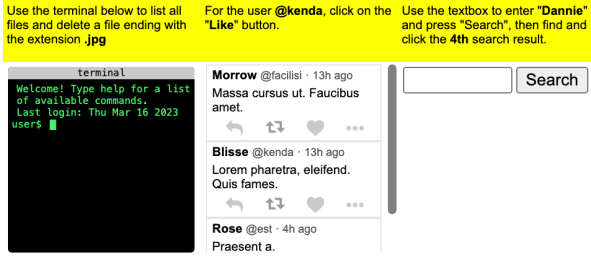 Use the terminal below to list all
files and delete a file ending with
the extension .jpg
terminal
Welcome! Type help for a list
of available commands.
Last login: Thu Mar 16 2023
user$
For the user @kenda, click on the
"Like" button.
Morrow @facilisi · 13h ago
Massa cursus ut. Faucibus
amet.
Blisse @kenda · 13h ago
Lorem pharetra, eleifend.
Quis fames.
Rose @est · 4h ago
Praesent a.
Use the textbox to enter "Dannie"
and press "Search", then find and
click the 4th search result.
Search